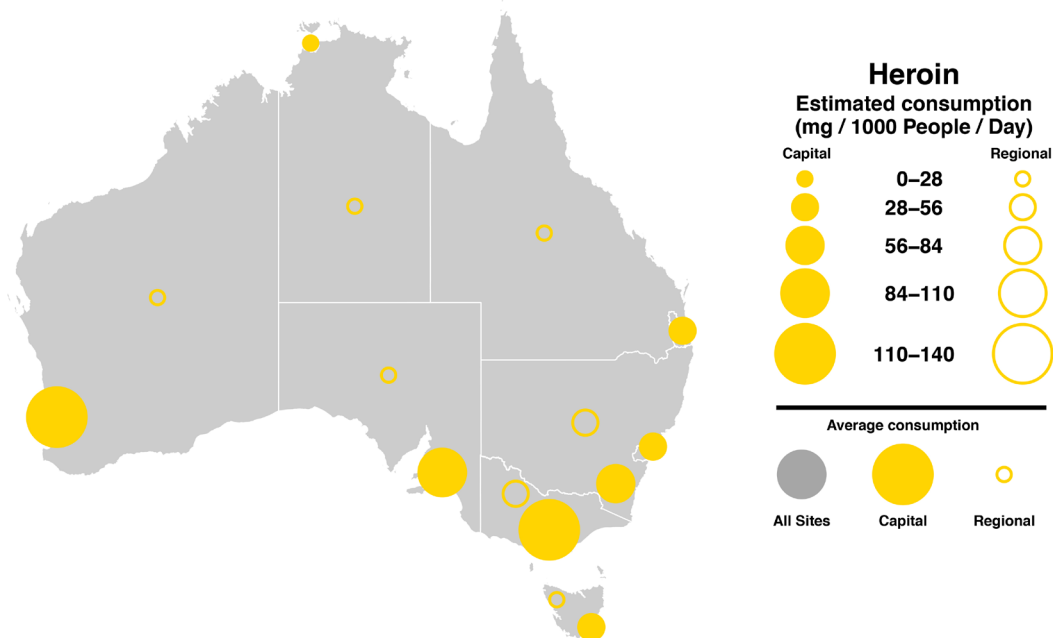 Heroin
Estimated consumption
(mg / 1000 People / Day)
Capital
Regional
0–28
28–56
56–84
84–110
110–140
Average consumption
All Sites
Capital
Regional